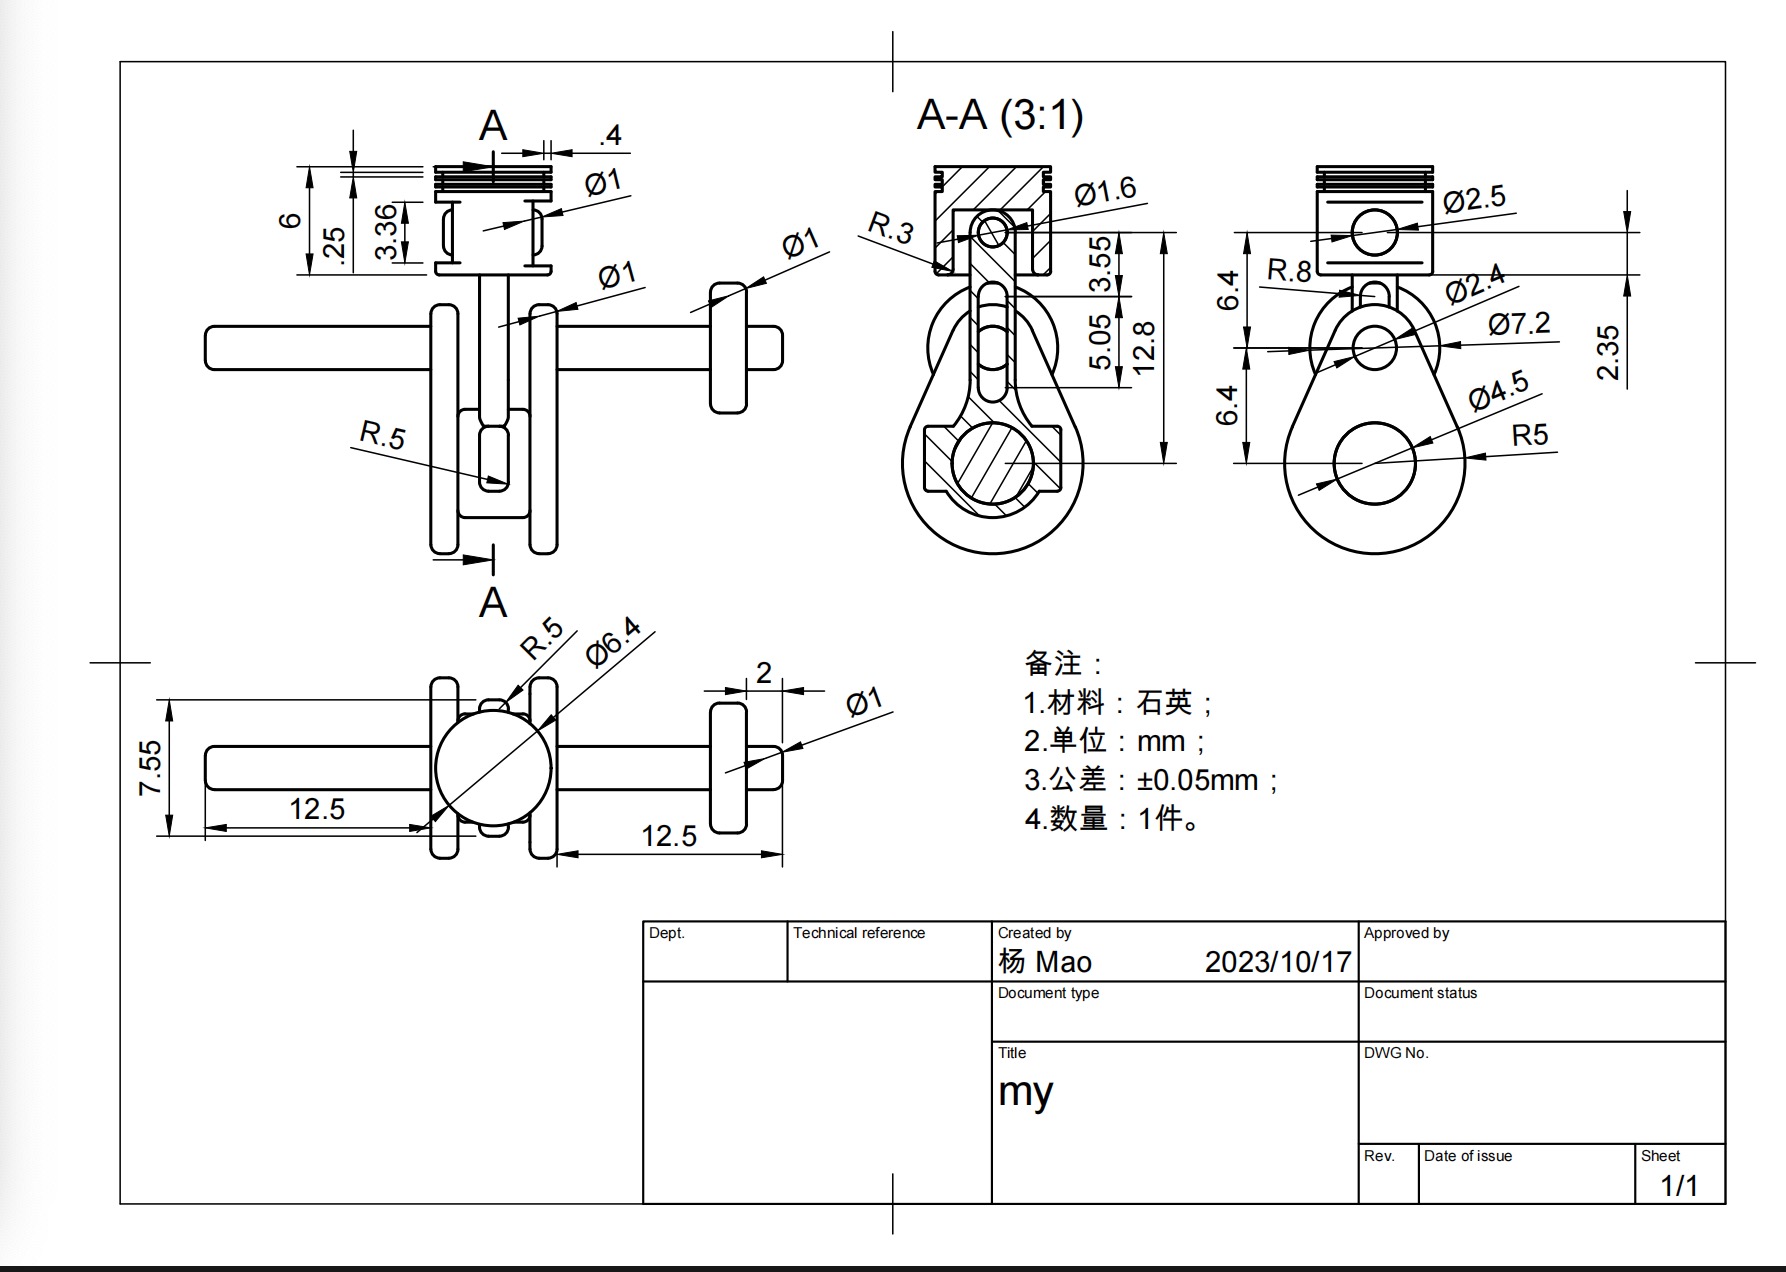 A
.4
Ø1
6
.25
3.36
Ø1
Ø1
R.5
A
A-A (3:1)
Ø1.6
R.3
3.55
5.05
12.8
Ø2.5
R.8
Ø2.4
6.4
Ø7.2
2.35
Ø4.5
6.4
R5
R.5
Ø6.4
2
Ø1
7.55
12.5
12.5
备注：
1.材料：石英；
2.单位：mm；
3.公差：±0.05mm；
4.数量：1件。
Dept.
Technical reference
Created by
杨 Mao 2023/10/17
Approved by
Document type
Document status
Title
my
DWG No.
Rev.
Date of issue
Sheet
1/1